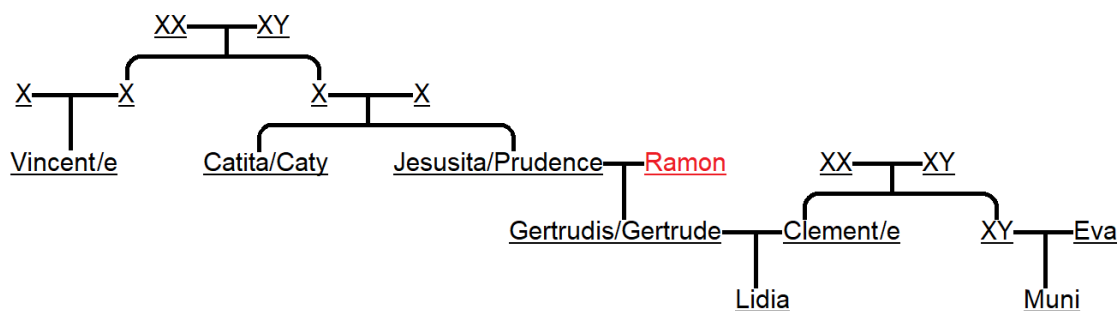 XX XY
X X X X
Vincent/e Catita/Caty Jesusita/Prudence Ramon XX XY
Gertrudis/Gertrude Clement/e XY Eva
Lidia Muni